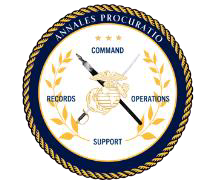 ANNALES PROCURATIO
COMMAND
RECORDS
OPERATIONS
SUPPORT